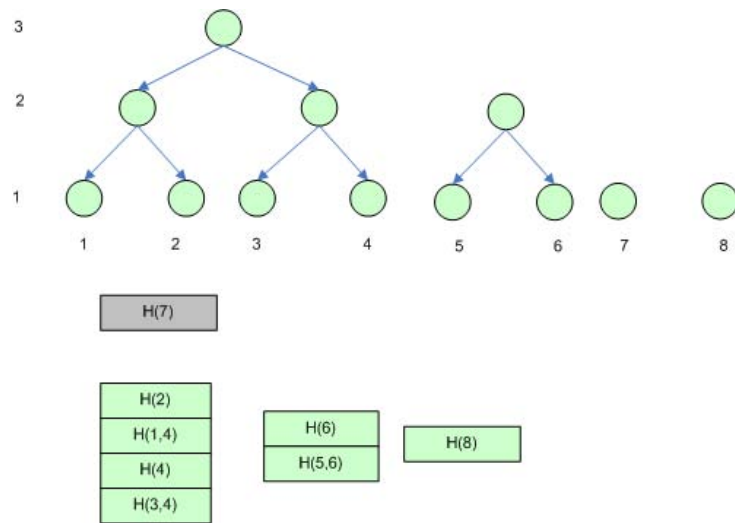 3
2
1
1 2 3 4 5 6 7 8
H(7)
H(2)
H(1,4)
H(4)
H(3,4)
H(6)
H(5,6)
H(8)